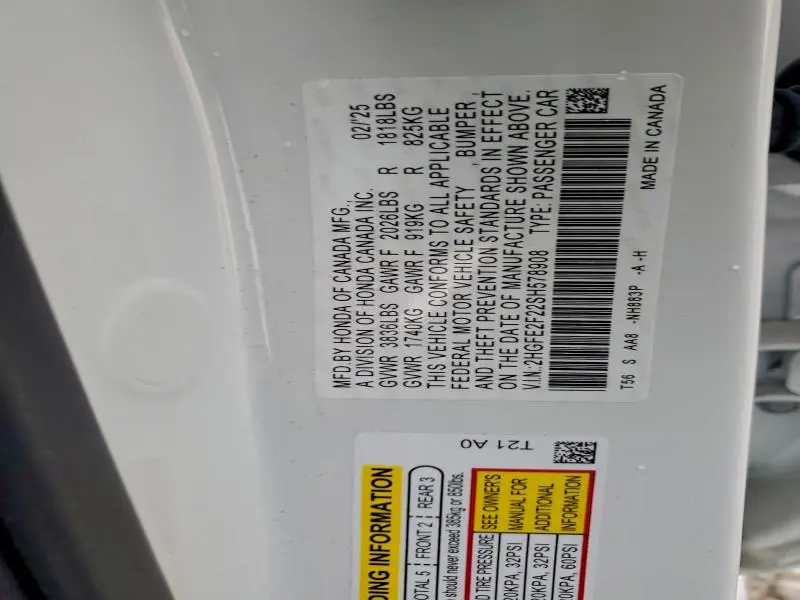 MFD.BY HONDA OF CANADA MFG., 02/'25
A DIVISION OF HONDA CANADA INC.
GVWR 3836LBS GAWR F 2026LBS R 1818LBS
GVWR 1740KG GAWR F 919KG R 825KG
THIS VEHICLE CONFORMS TO ALL APPLICABLE
FEDERAL MOTOR VEHICLE SAFETY BUMPER,
AND THEFT PREVENTION STANDARDS IN EFFECT
ON THE DATE OF MANUFACTURE SHOWN ABOVE.
V.I.N.:2HGFE2F22SH578908 TYPE: PASSENGER CAR
T56 S AA8 -NH883P -A -H MADE IN CANADA
T21 A0
DING INFORMATION
OTAL 5 | FRONT 2 | REAR 3
should never exceed 385kg or 850lbs.
D TIRE PRESSURE SEE OWNER'S
20KPA, 32PSI MANUAL FOR
20KPA, 32PSI ADDITIONAL
20KPA, 60PSI INFORMATION